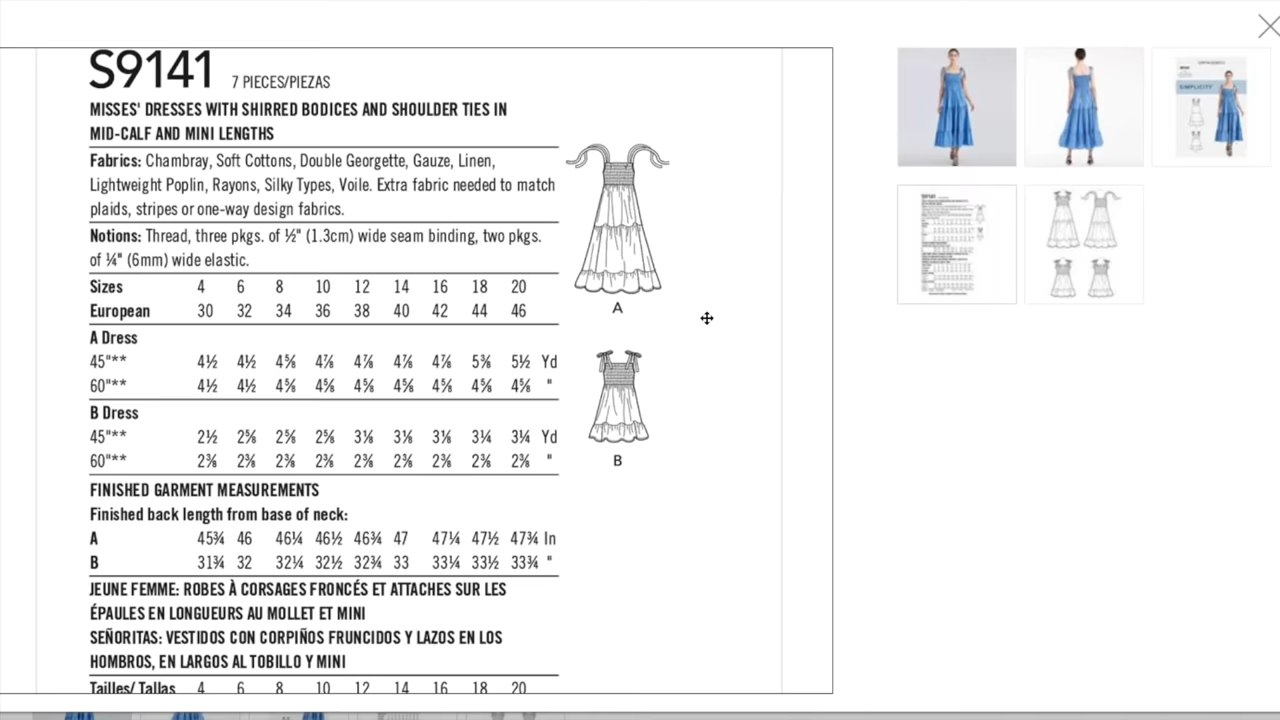 S9141 7 PIECES/PIEZAS
MISSES' DRESSES WITH SHIRRED BODICES AND SHOULDER TIES IN
MID-CALF AND MINI LENGTHS
Fabrics: Chambray, Soft Cottons, Double Georgette, Gauze, Linen,
Lightweight Poplin, Rayons, Silky Types, Voile. Extra fabric needed to match
plaids, stripes or one-way design fabrics.
Notions: Thread, three pkgs. of ½" (1.3cm) wide seam binding, two pkgs.
of ¼" (6mm) wide elastic.
Sizes 4 6 8 10 12 14 16 18 20
European 30 32 34 36 38 40 42 44 46
A
A Dress
45"** 4½ 4½ 4⅝ 4⅞ 4⅞ 4⅞ 4⅞ 5⅜ 5½ Yd
60"** 4½ 4½ 4⅝ 4⅝ 4⅝ 4⅝ 4⅝ 4⅝ 4⅝ "
B Dress
45"** 2½ 2⅝ 2⅝ 2⅝ 3⅛ 3⅛ 3⅛ 3¼ 3¼ Yd
60"** 2⅜ 2⅜ 2⅜ 2⅜ 2⅜ 2⅜ 2⅜ 2⅜ 2⅜ "
B
FINISHED GARMENT MEASUREMENTS
Finished back length from base of neck:
A 45¾ 46 46¼ 46½ 46¾ 47 47¼ 47½ 47¾ In
B 31¾ 32 32¼ 32½ 32¾ 33 33¼ 33½ 33¾ "
JEUNE FEMME: ROBES À CORSAGES FRONCÉS ET ATTACHES SUR LES
ÉPAULES EN LONGUEURS AU MOLLET ET MINI
SEÑORITAS: VESTIDOS CON CORPIÑOS FRUNCIDOS Y LAZOS EN LOS
HOMBROS, EN LARGOS AL TOBILLO Y MINI
Tailles/Tallas 4 6 8 10 12 14 16 18 20
SIMPLICITY